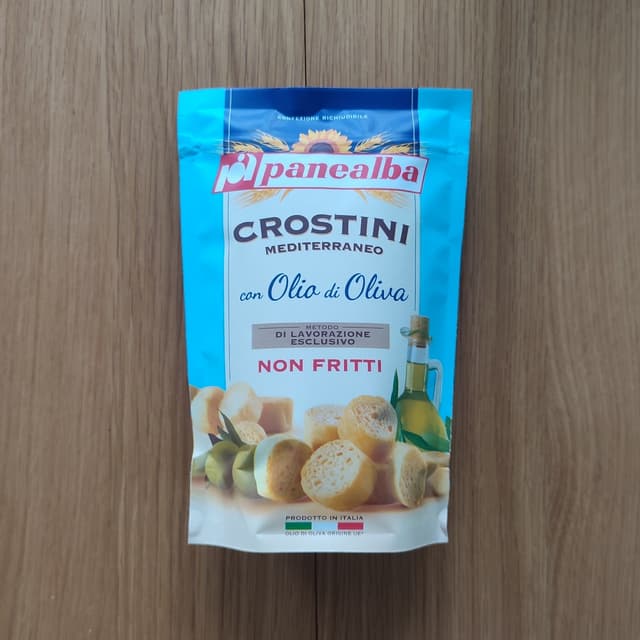 CONFEZIONE RICHIUDIBILE
panealba
CROSTINI
MEDITERRANEO
con Olio di Oliva
METODO
DI LAVORAZIONE
ESCLUSIVO
NON FRITTI
PRODOTTO IN ITALIA
OLIO DI OLIVA ORIGINE UE*